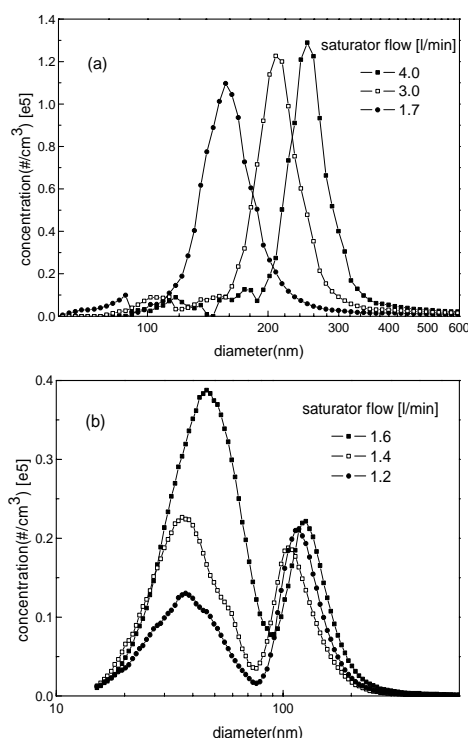 (a)
saturator flow [l/min]
4.0
3.0
1.7
concentration(#/cm³) [e5]
1.4
1.2
1.0
0.8
0.6
0.4
0.2
0.0
100 200 300 400 500 600
diameter(nm)
(b)
saturator flow [l/min]
1.6
1.4
1.2
concentration(#/cm³) [e5]
0.4
0.3
0.2
0.1
0.0
10 100
diameter(nm)